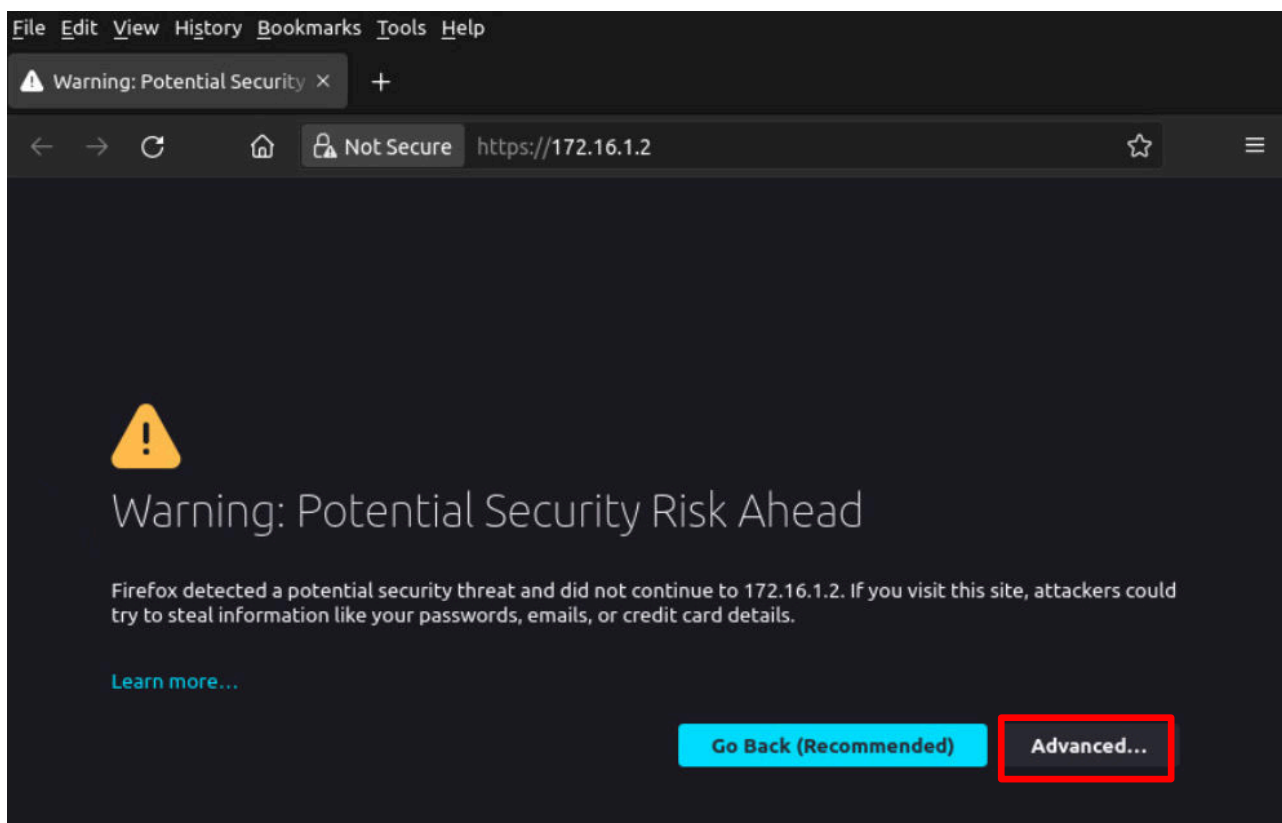 File Edit View History Bookmarks Tools Help
Warning: Potential Security
Not Secure https://172.16.1.2
Warning: Potential Security Risk Ahead
Firefox detected a potential security threat and did not continue to 172.16.1.2. If you visit this site, attackers could
try to steal information like your passwords, emails, or credit card details.
Learn more...
Go Back (Recommended) Advanced...